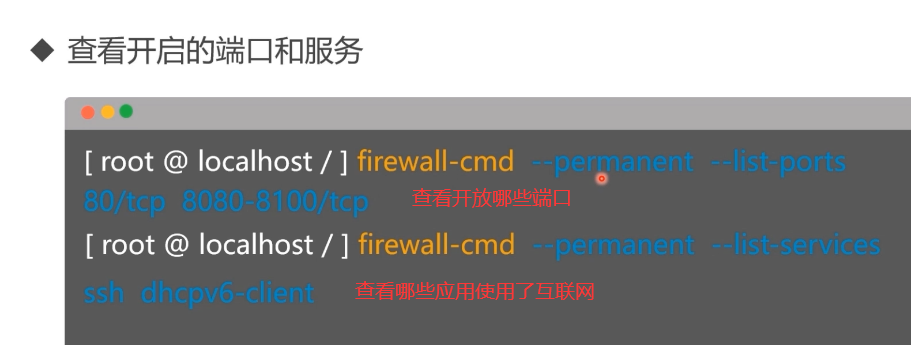 ◆ 查看开启的端口和服务
[ root @ localhost / ] firewall-cmd --permanent --list-ports
80/tcp 8080-8100/tcp 查看开放哪些端口
[ root @ localhost / ] firewall-cmd --permanent --list-services
ssh dhcpv6-client 查看哪些应用使用了互联网